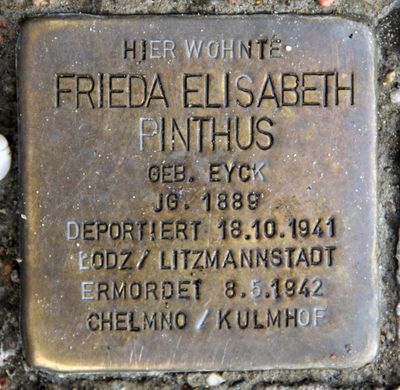 HIER WOHNTE
FRIEDA ELISABETH
PINTHUS
GEB. EYCK
JG. 1889
DEPORTIERT 18.10.1941
ŁODZ / LITZMANNSTADT
ERMORDET 8.5.1942
CHELMNO / KULMHOF